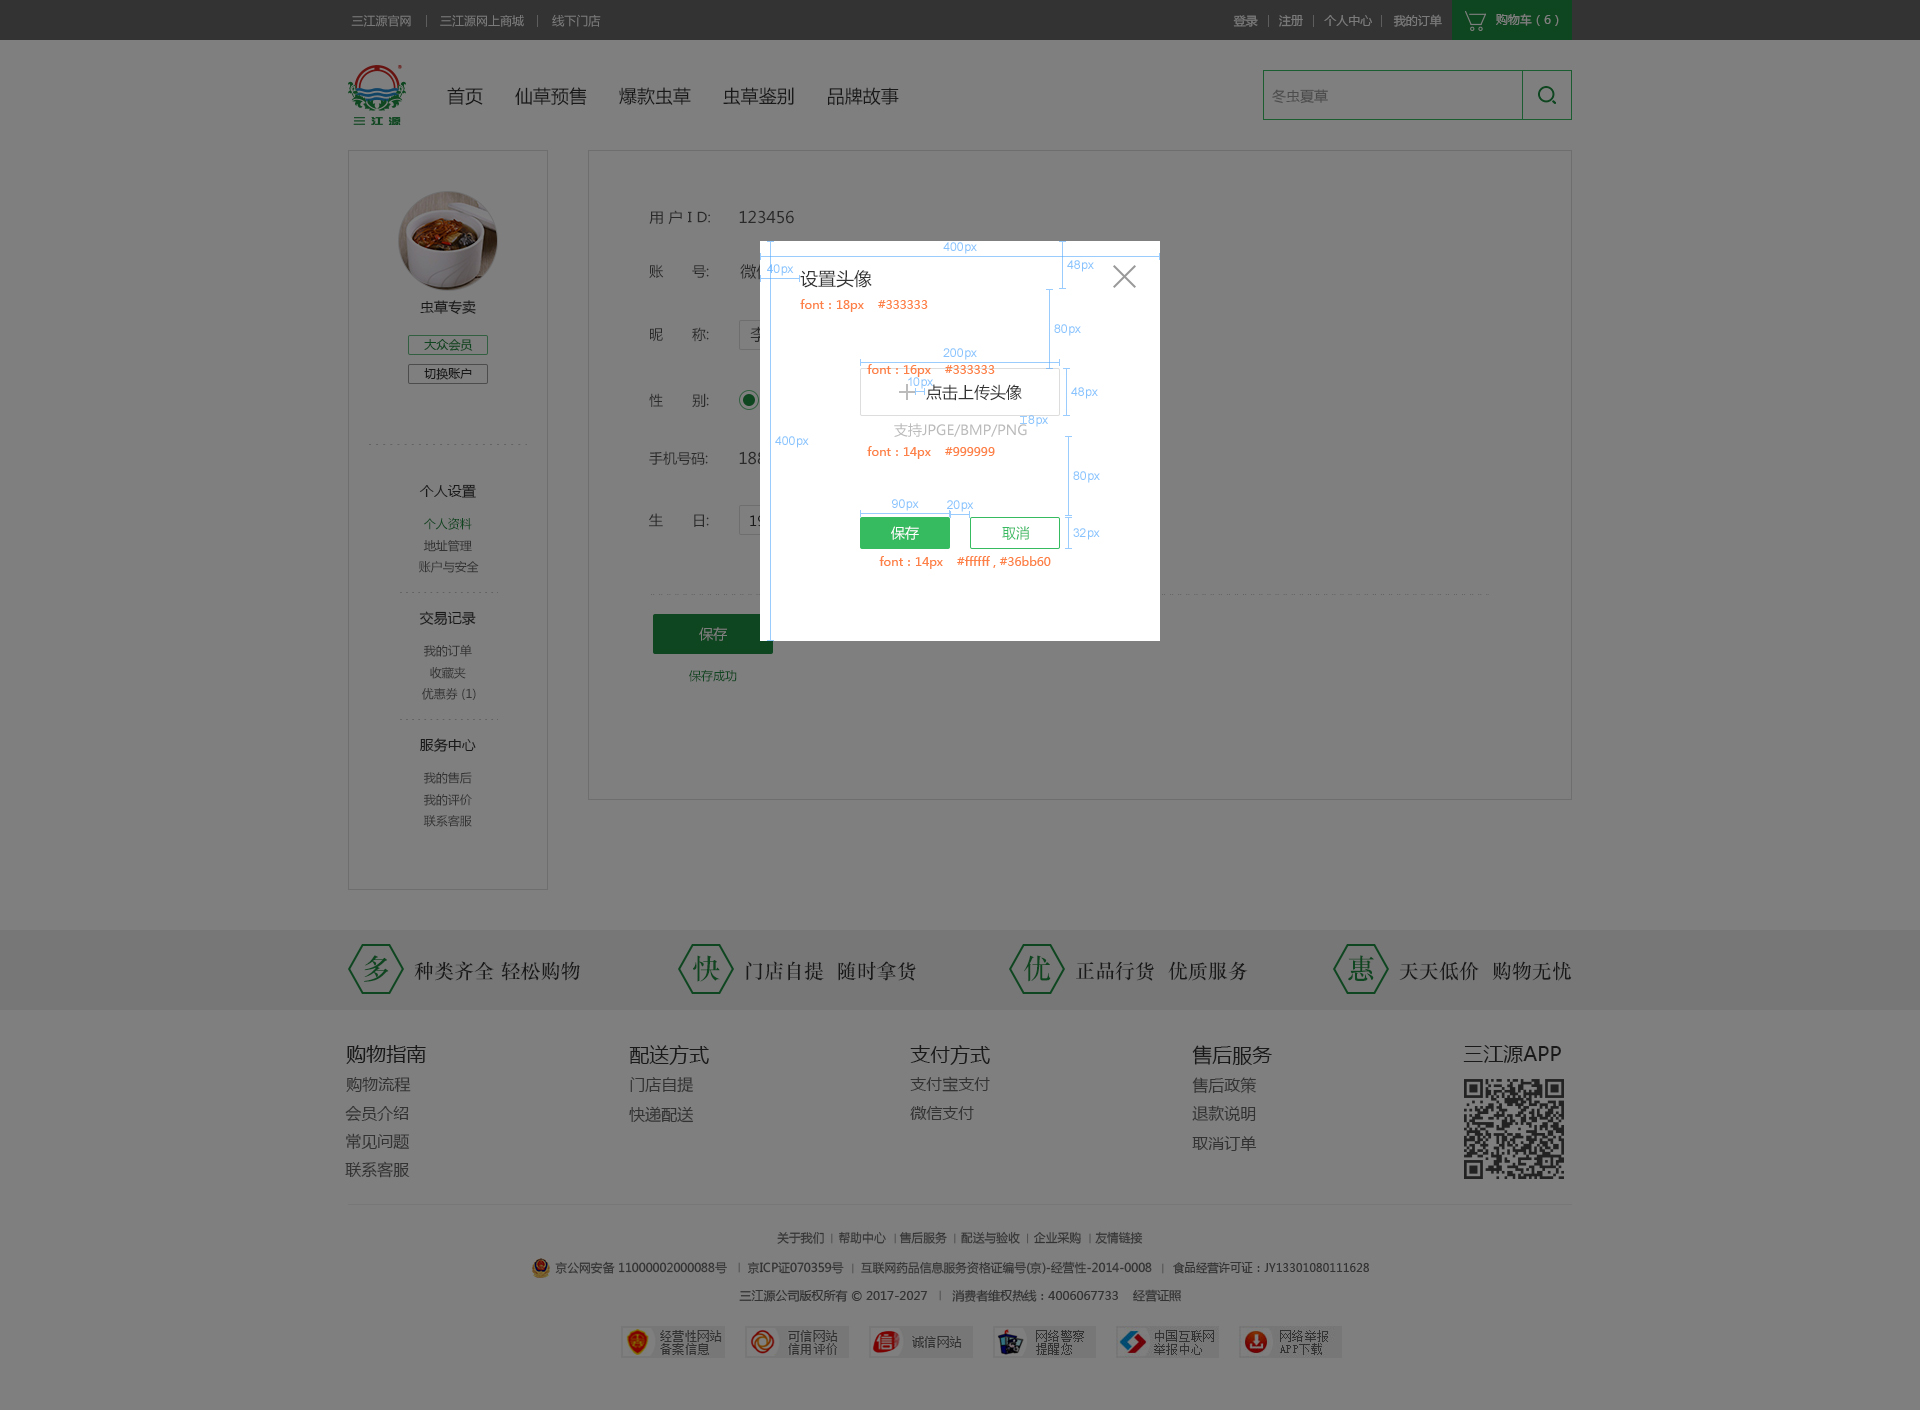 三江源官网 | 三江源网上商城 | 线下门店
登录 | 注册 | 个人中心 | 我的订单 购物车 ( 6 )
三江源
首页 仙草预售 爆款虫草 虫草鉴别 品牌故事
冬虫夏草
虫草专卖
大众会员
切换账户
个人设置
个人资料
地址管理
账户与安全
交易记录
我的订单
收藏夹
优惠券 (1)
服务中心
我的售后
我的评价
联系客服
用 户 I D: 123456
账 号: 微
昵 称: 李
性 别:
手机号码: 188
生 日: 19
保存
保存成功
400px
40px
48px
设置头像
font : 18px #333333
80px
200px
font : 16px #333333
10px
点击上传头像
48px
18px
支持JPGE/BMP/PNG
400px
font : 14px #999999
80px
90px
20px
保存
取消
32px
font : 14px #ffffff , #36bb60
多 种类齐全 轻松购物
快 门店自提 随时拿货
优 正品行货 优质服务
惠 天天低价 购物无忧
购物指南
购物流程
会员介绍
常见问题
联系客服
配送方式
门店自提
快递配送
支付方式
支付宝支付
微信支付
售后服务
售后政策
退款说明
取消订单
三江源APP
关于我们 | 帮助中心 | 售后服务 | 配送与验收 | 企业采购 | 友情链接
京公网安备 11000002000088号 | 京ICP证070359号 | 互联网药品信息服务资格证编号(京)-经营性-2014-0008 | 食品经营许可证 : JY13301080111628
三江源公司版权所有 © 2017-2027 | 消费者维权热线 : 4006067733 经营证照
经营性网站
备案信息
可信网站
信用评价
信 诚信网站
网络警察
提醒您
中国互联网
举报中心
网络举报
APP下载